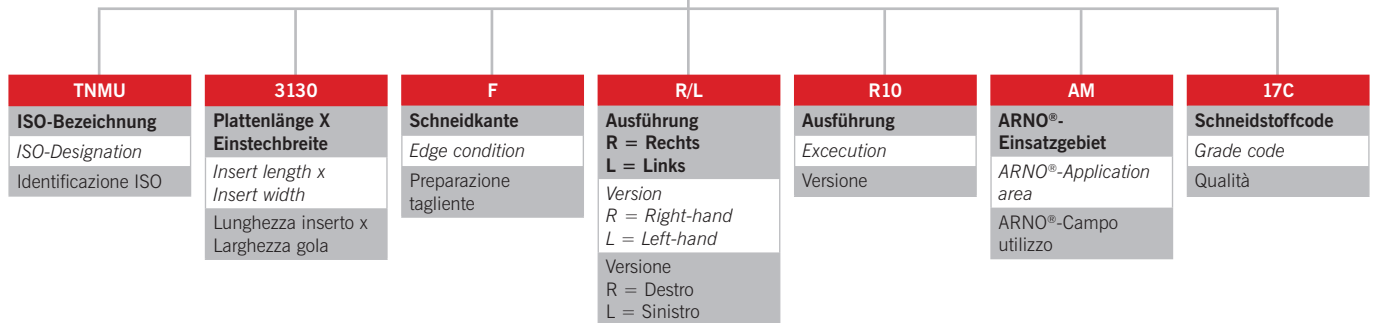 TNMU
ISO-Bezeichnung
ISO-Designation
Identificazione ISO
3130
Plattenlänge X
Einstechbreite
Insert length x
Insert width
Lunghezza inserto x
Larghezza gola
F
Schneidkante
Edge condition
Preparazione
tagliente
R/L
Ausführung
R = Rechts
L = Links
Version
R = Right-hand
L = Left-hand
Versione
R = Destro
L = Sinistro
R10
Ausführung
Excecution
Versione
AM
ARNO®-
Einsatzgebiet
ARNO®-Application
area
ARNO®-Campo
utilizzo
17C
Schneidstoffcode
Grade code
Qualità